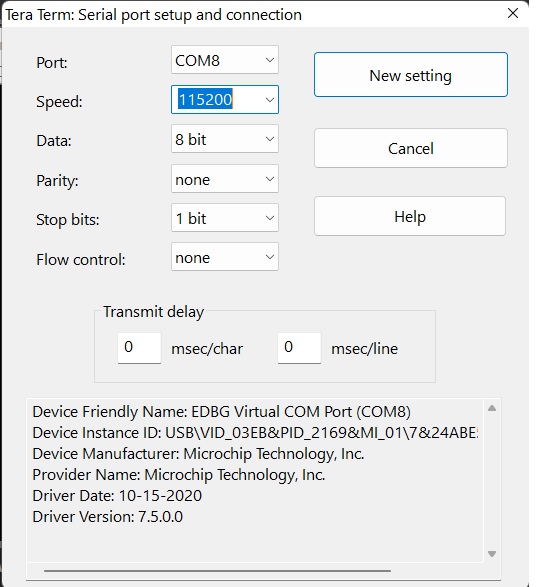 Tera Term: Serial port setup and connection
Port: COM8
New setting
Speed: 115200
Data: 8 bit
Cancel
Parity: none
Stop bits: 1 bit
Help
Flow control: none
Transmit delay
0 msec/char 0 msec/line
Device Friendly Name: EDBG Virtual COM Port (COM8)
Device Instance ID: USB\VID_03EB&PID_2169&MI_01\7&24ABE
Device Manufacturer: Microchip Technology, Inc.
Provider Name: Microchip Technology, Inc.
Driver Date: 10-15-2020
Driver Version: 7.5.0.0